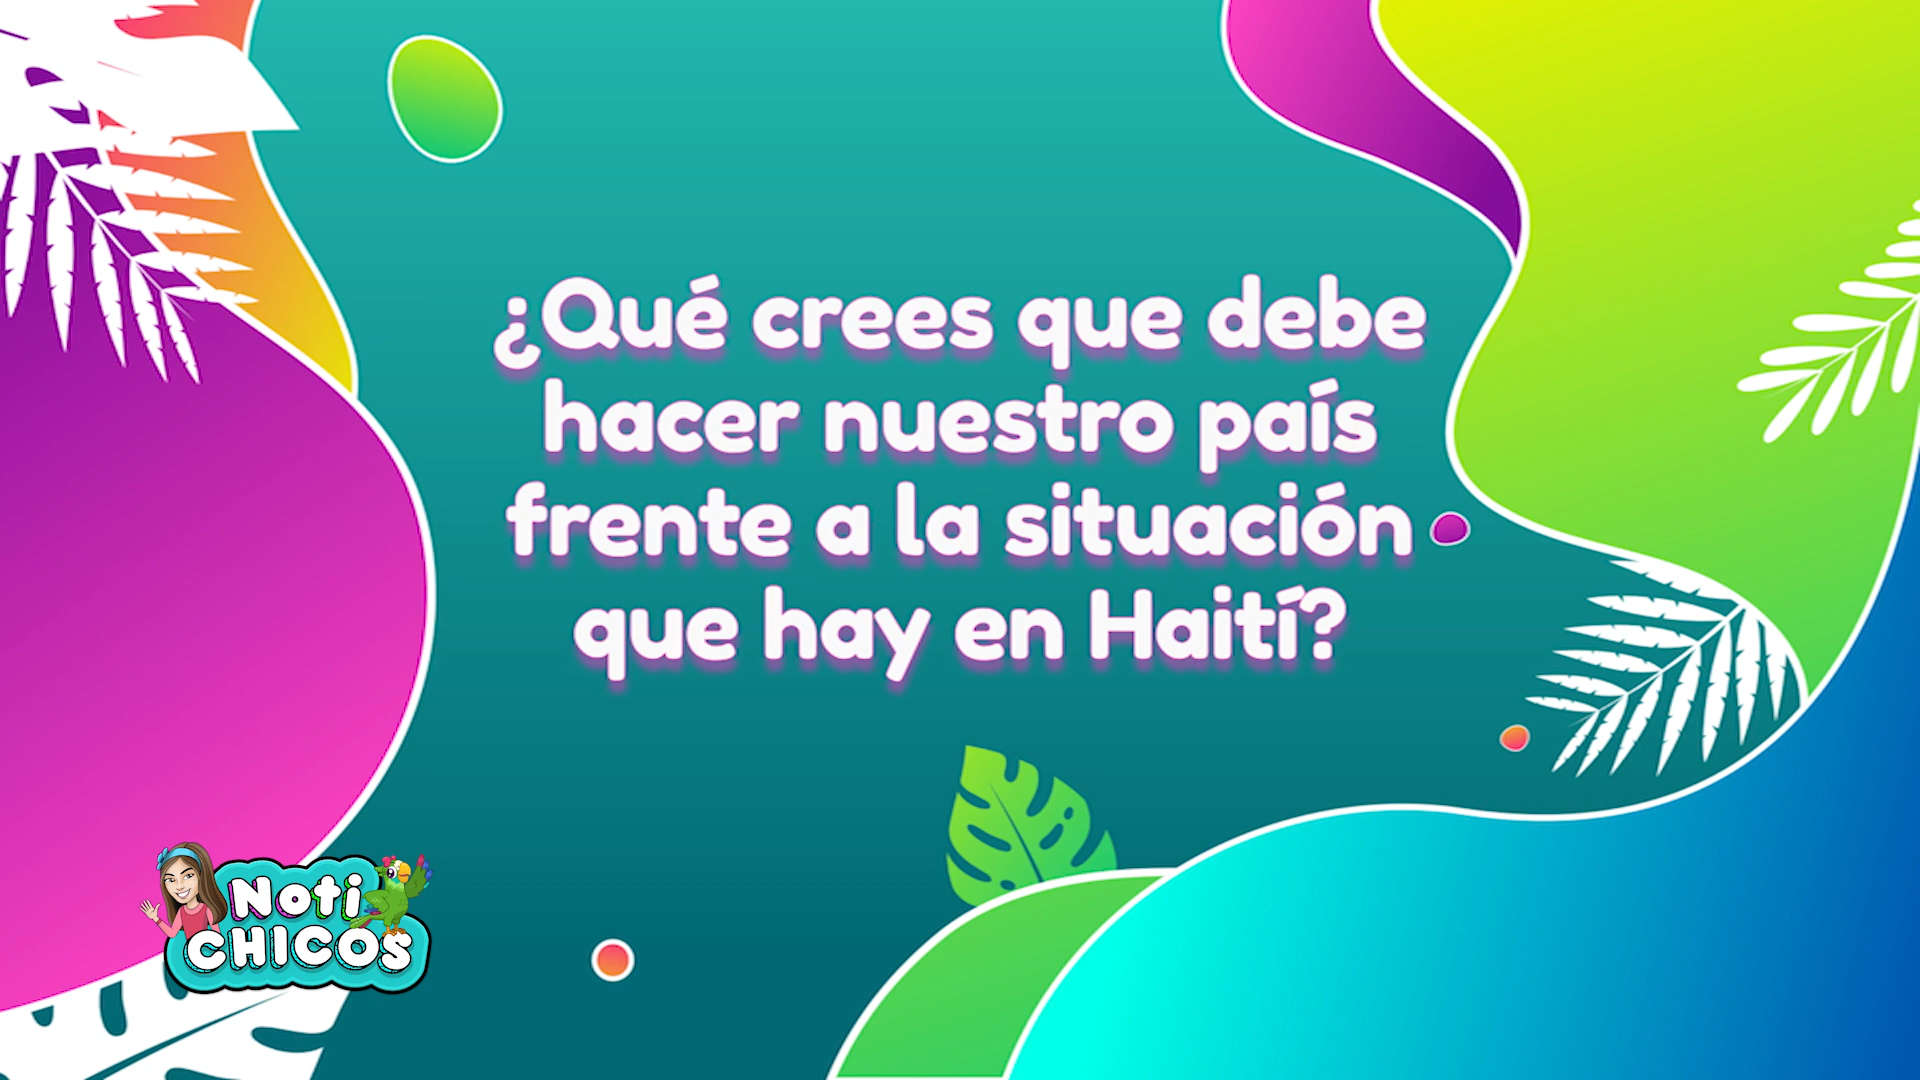 ¿Qué crees que debe
hacer nuestro país
frente a la situación
que hay en Haití?
Noti
CHICOS